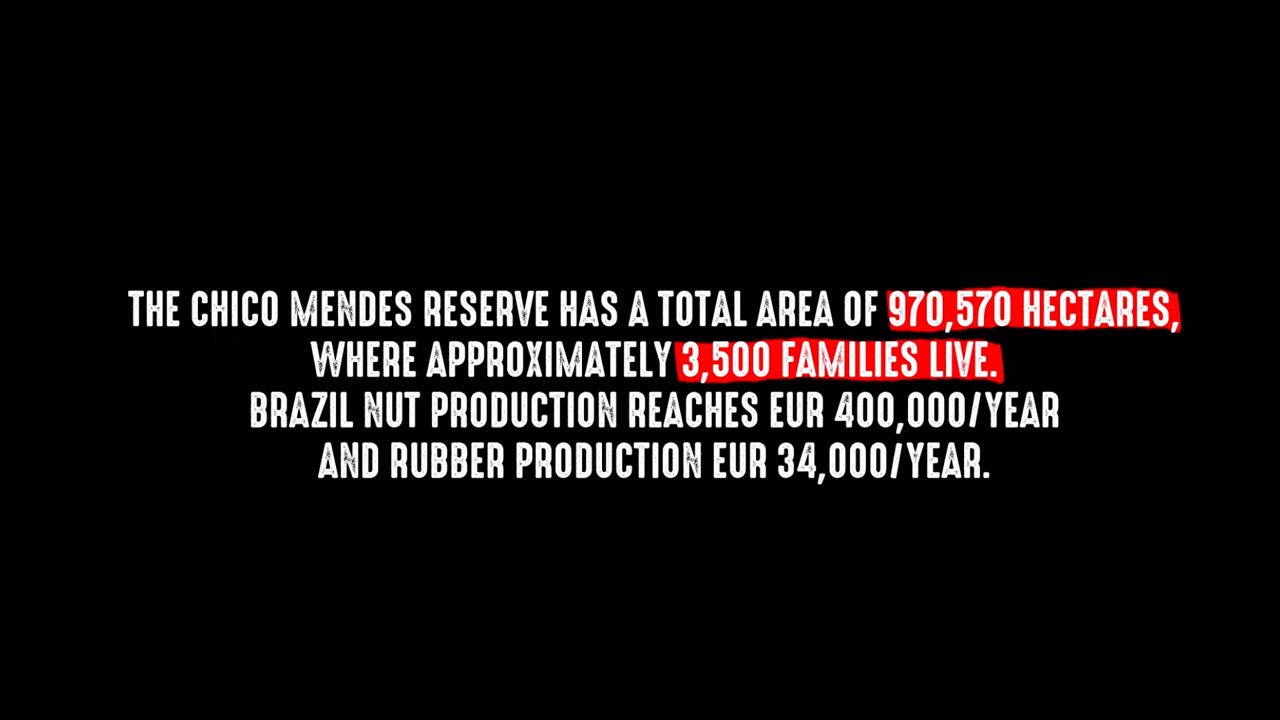 THE CHICO MENDES RESERVE HAS A TOTAL AREA OF 970,570 HECTARES,
WHERE APPROXIMATELY 3,500 FAMILIES LIVE.
BRAZIL NUT PRODUCTION REACHES EUR 400,000/YEAR
AND RUBBER PRODUCTION EUR 34,000/YEAR.